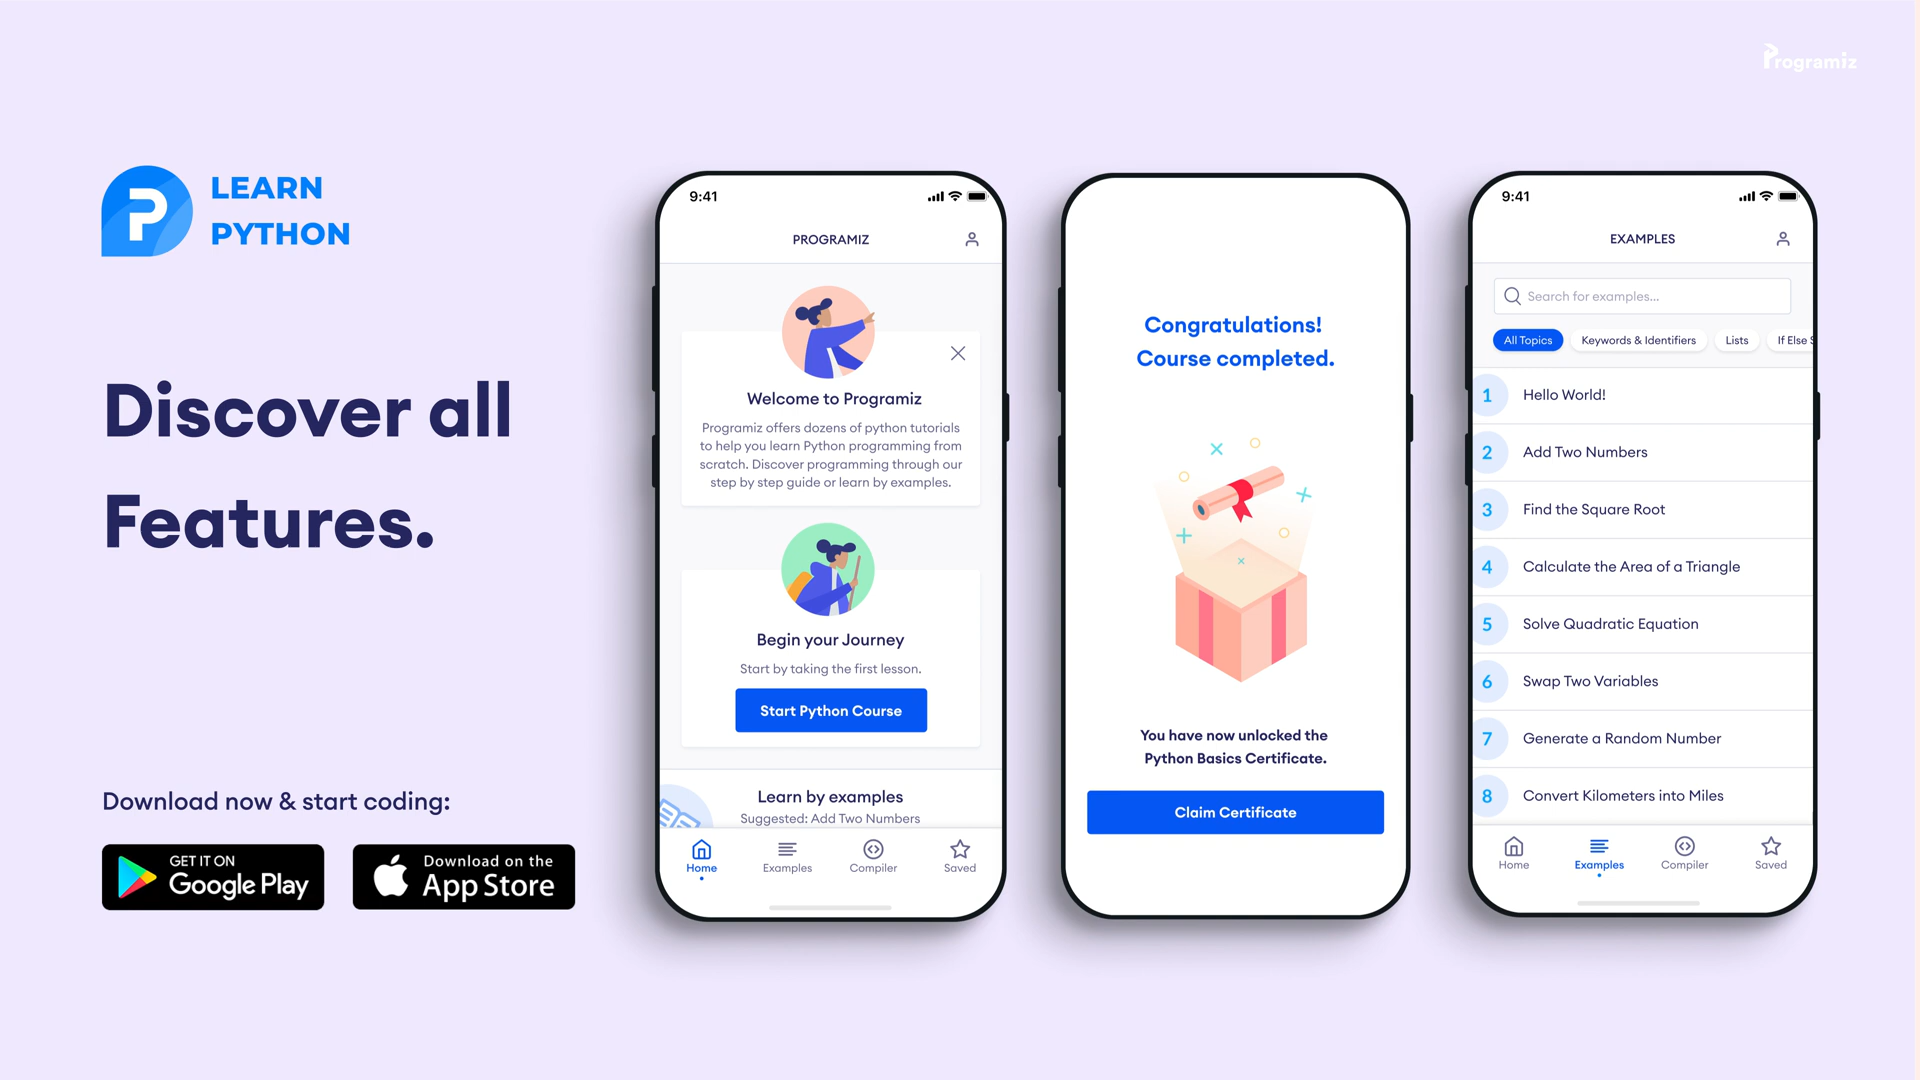 Programiz
LEARN
PYTHON
Discover all
Features.
Download now & start coding:
GET IT ON
Google Play
Download on the
App Store
9:41
PROGRAMIZ
Welcome to Programiz
Programiz offers dozens of python tutorials
to help you learn Python programming from
scratch. Discover programming through our
step by step guide or learn by examples.
Begin your Journey
Start by taking the first lesson.
Start Python Course
Learn by examples
Suggested: Add Two Numbers
Home Examples Compiler Saved
Congratulations!
Course completed.
You have now unlocked the
Python Basics Certificate.
Claim Certificate
9:41
EXAMPLES
Search for examples...
All Topics Keywords & Identifiers Lists If Else S
1 Hello World!
2 Add Two Numbers
3 Find the Square Root
4 Calculate the Area of a Triangle
5 Solve Quadratic Equation
6 Swap Two Variables
7 Generate a Random Number
8 Convert Kilometers into Miles
Home Examples Compiler Saved